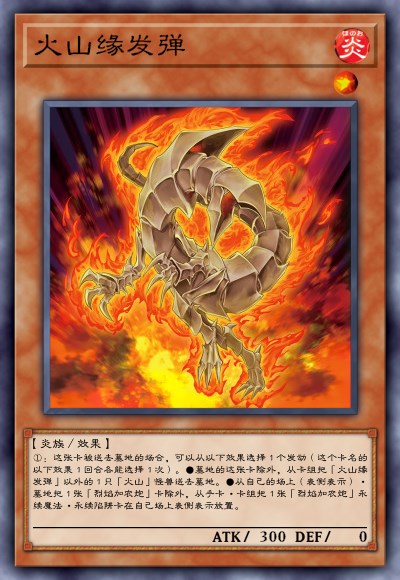 火山缘发弹
ほのお
炎
【炎族/效果】
①:这张卡被送去墓地的场合,可以从以下效果选择1个发动(这个卡名的
以下效果1回合各能选择1次)。●墓地的这张卡除外,从卡组把「火山缘
发弹」以外的1只「火山」怪兽送去墓地。●从自己的场上(表侧表示)·
墓地把1张「烈焰加农炮」卡除外,从手卡·卡组把1张「烈焰加农炮」永
续魔法·永续陷阱卡在自己场上表侧表示放置。
ATK/ 300 DEF/ 0